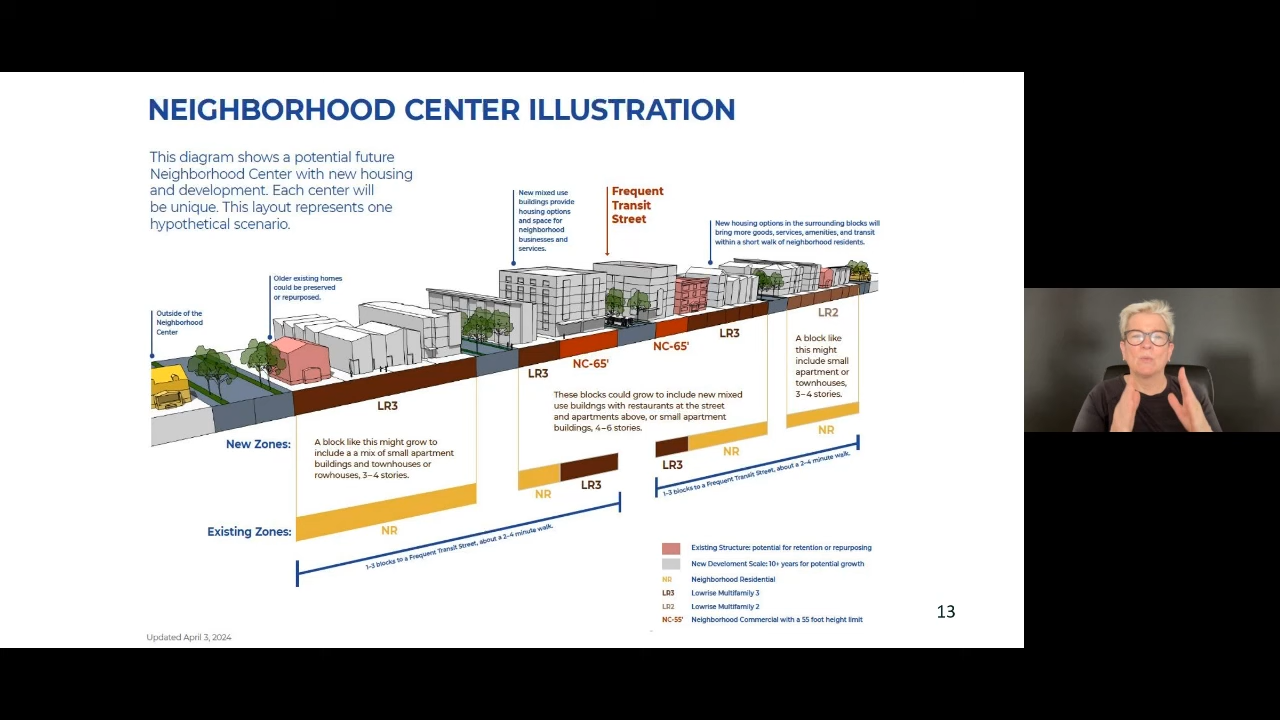 NEIGHBORHOOD CENTER ILLUSTRATION
This diagram shows a potential future
Neighborhood Center with new housing
and development. Each center will
be unique. This layout represents one
hypothetical scenario.
Outside of the
Neighborhood
Center
Older existing homes
could be preserved
or repurposed.
New mixed use
buildings provide
housing options
and space for
neighborhood
businesses and
services.
Frequent
Transit
Street
New housing options in the surrounding blocks will
bring more goods, services, amenities, and transit
within a short walk of neighborhood residents.
LR3
LR3
NC-65'
NC-65'
LR3
LR2
New Zones:
A block like this might grow to
include a a mix of small apartment
buildings and townhouses or
rowhouses, 3–4 stories.
These blocks could grow to include new mixed
use buildngs with restaurants at the street
and apartments above, or small apartment
buildings, 4–6 stories.
A block like
this might
include small
apartment or
townhouses,
3–4 stories.
Existing Zones:
NR
NR
LR3
LR3
NR
NR
1-3 blocks to a Frequent Transit Street, about a 2-4 minute walk.
1-3 blocks to a Frequent Transit Street, about a 2-4 minute walk.
Existing Structure: potential for retention or repurposing
New Develoment Scale: 10+ years for potential growth
NR Neighborhood Residential
LR3 Lowrise Multifamily 3
LR2 Lowrise Multifamily 2
NC-55' Neighborhood Commercial with a 55 foot height limit
13
Updated April 3, 2024